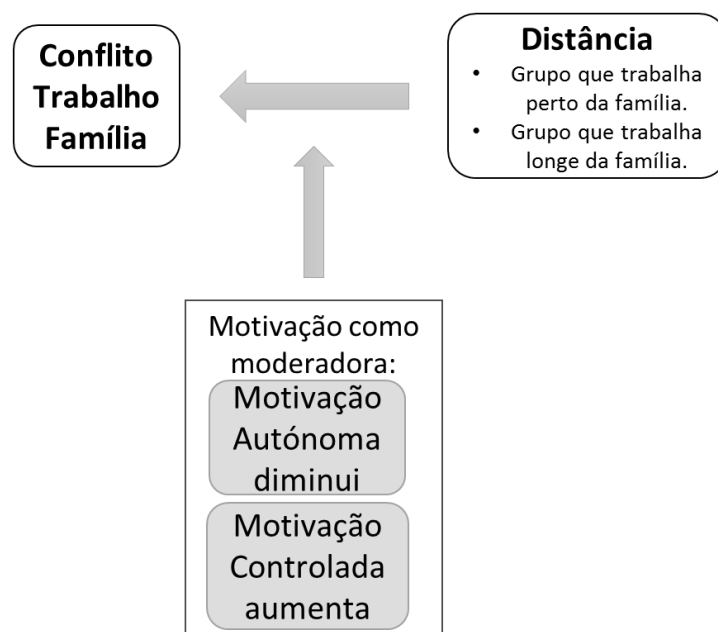 Conflito
Trabalho
Família
Distância
• Grupo que trabalha
perto da família.
• Grupo que trabalha
longe da família.
Motivação como
moderadora:
Motivação
Autónoma
diminui
Motivação
Controlada
aumenta